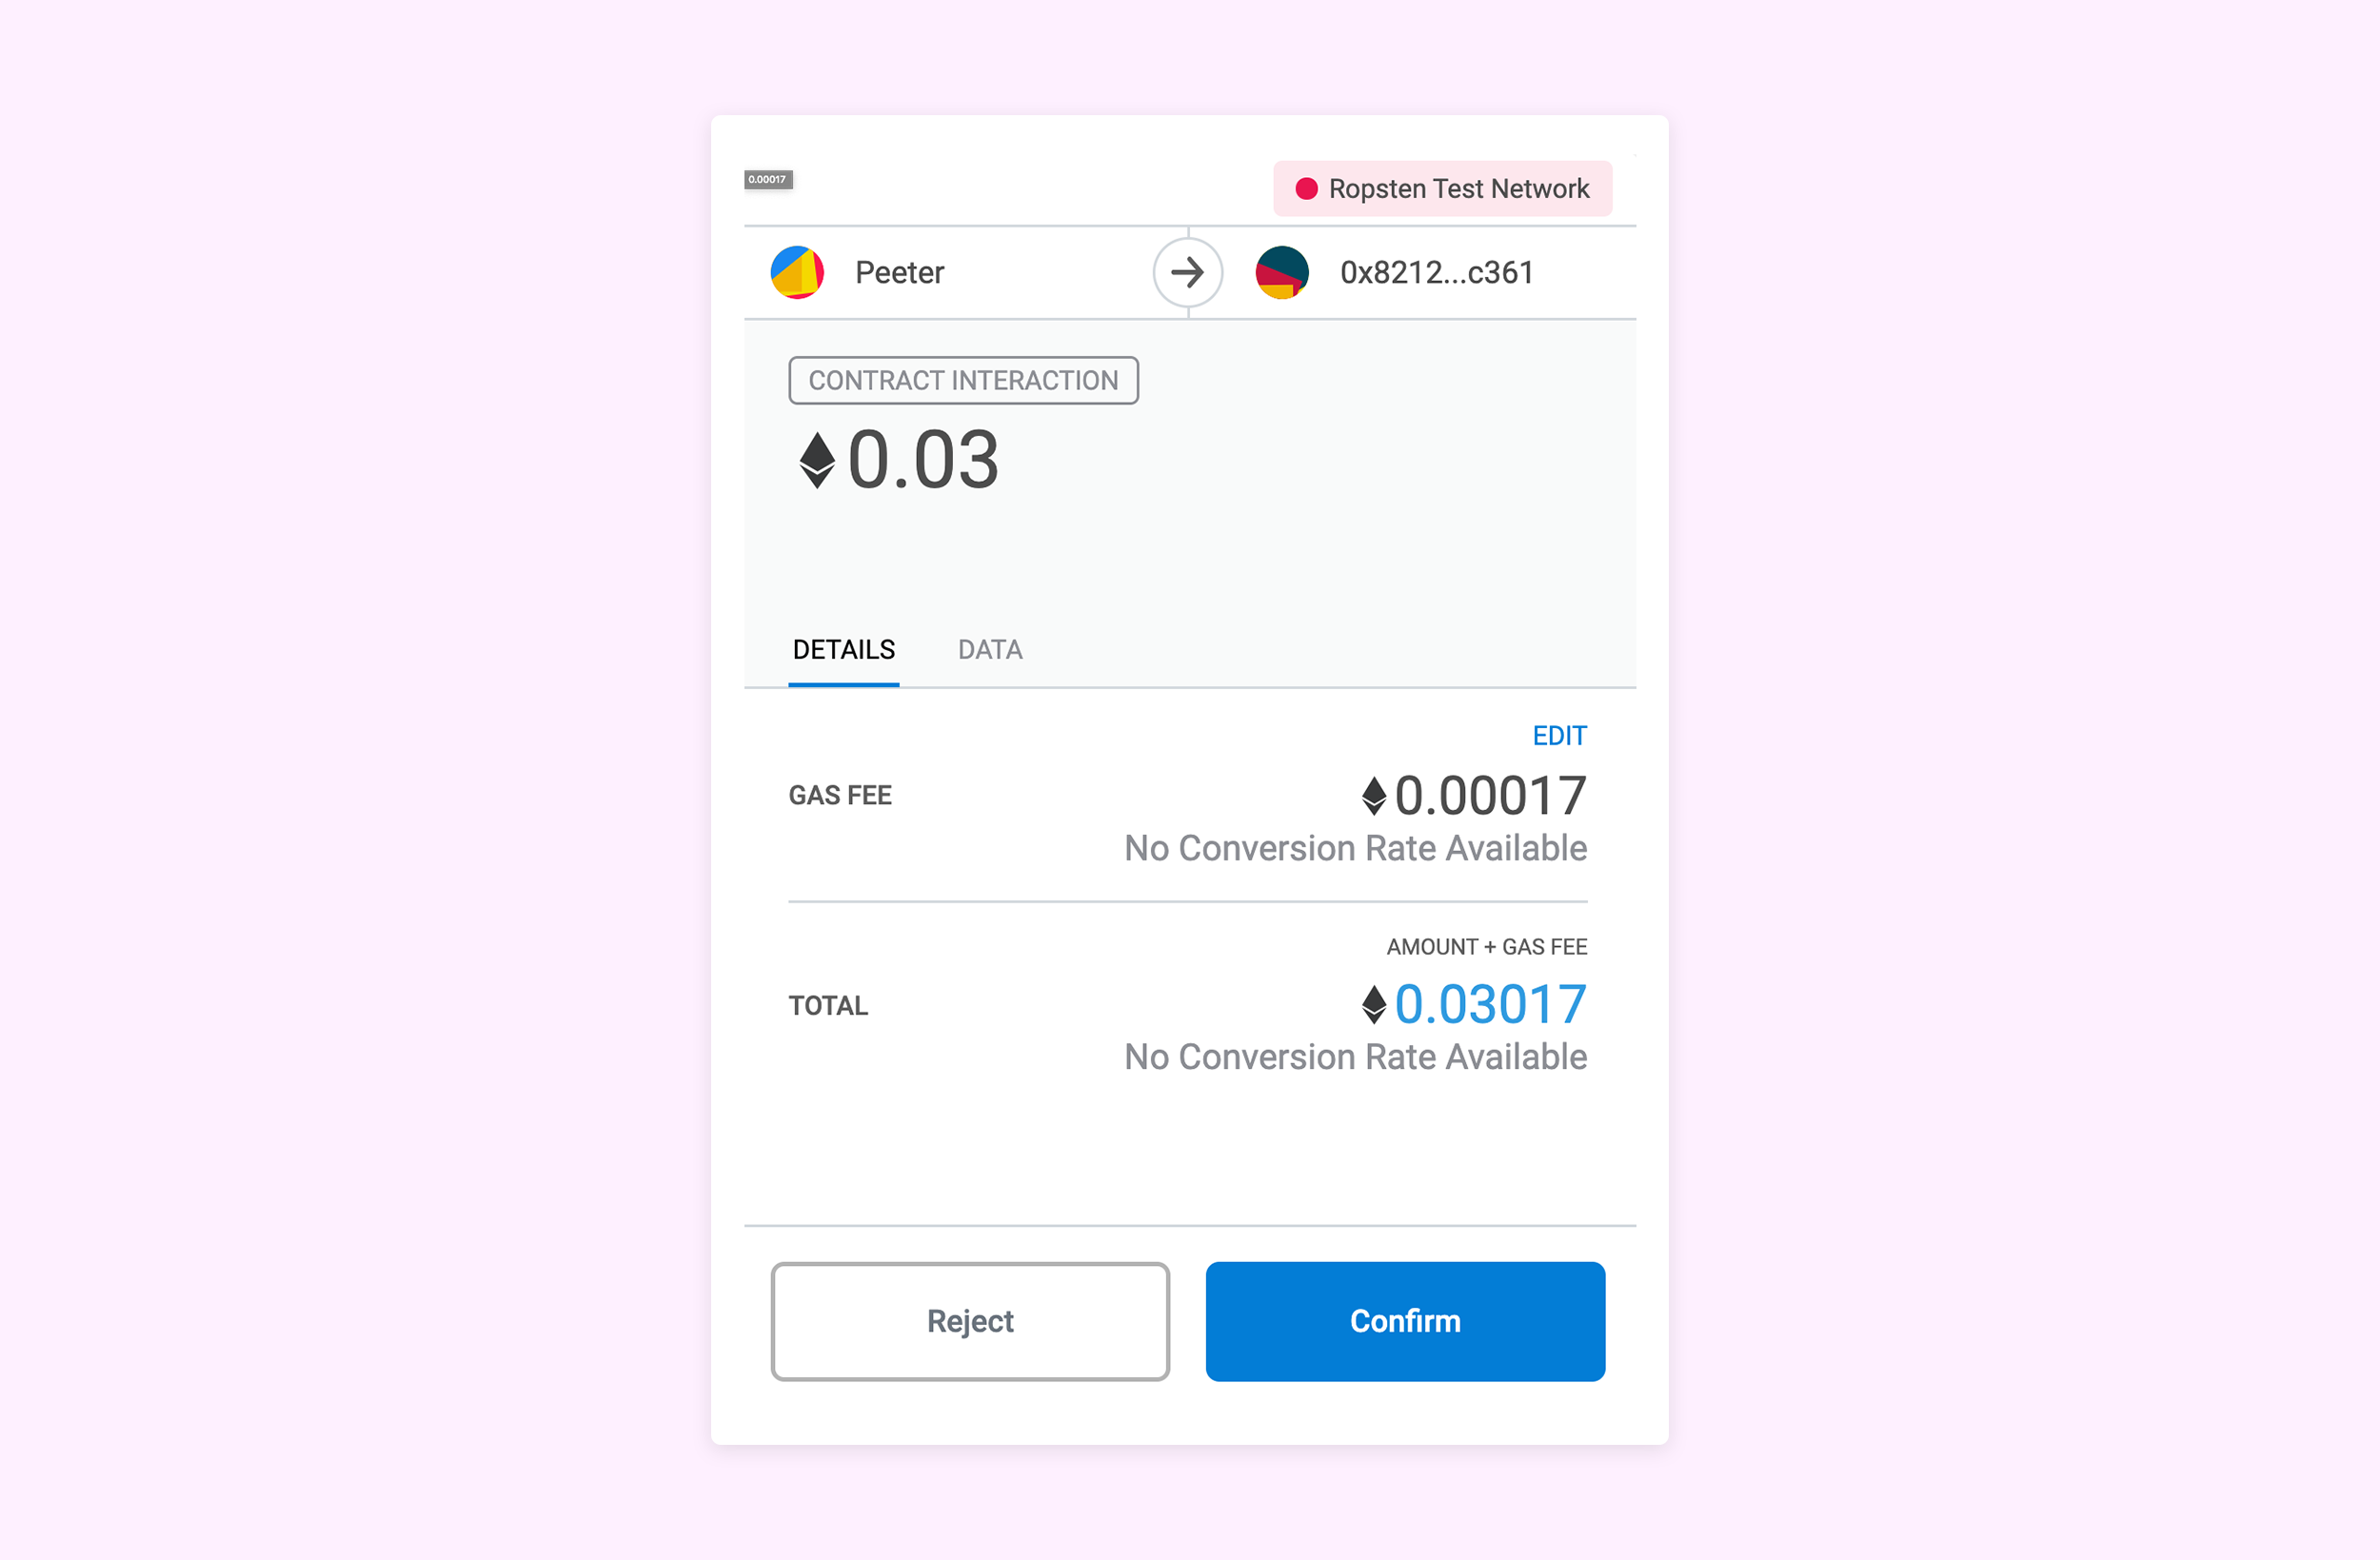 0.00017
Ropsten Test Network
Peeter
0x8212...c361
CONTRACT INTERACTION
0.03
DETAILS
DATA
EDIT
GAS FEE
0.00017
No Conversion Rate Available
AMOUNT + GAS FEE
TOTAL
0.03017
No Conversion Rate Available
Reject
Confirm